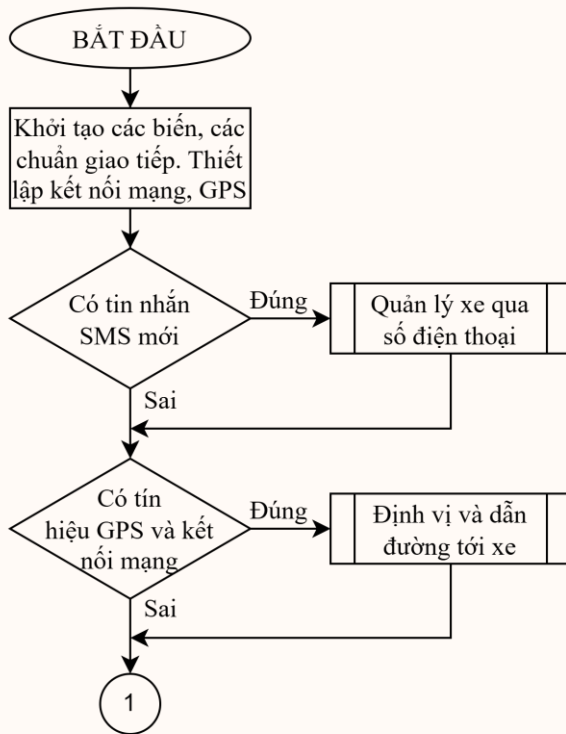 BẮT ĐẦU
Khởi tạo các biến, các
chuẩn giao tiếp. Thiết
lập kết nối mạng, GPS
Có tin nhắn
SMS mới
Đúng
Quản lý xe qua
số điện thoại
Sai
Có tín
hiệu GPS và kết
nối mạng
Đúng
Định vị và dẫn
đường tới xe
Sai
1